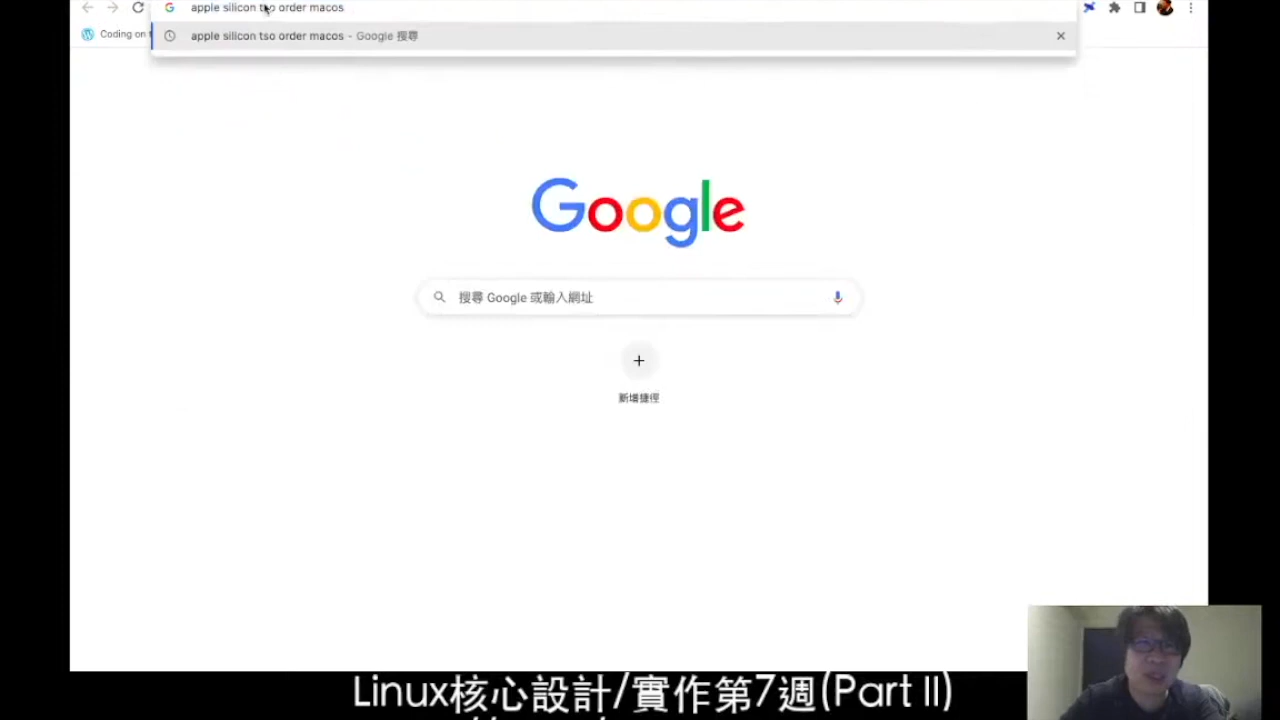 apple silicon tso order macos
apple silicon tso order macos - Google 搜尋
Coding on
Google
搜尋 Google 或輸入網址
新增捷徑
Linux核心設計/實作第7週(Part II)